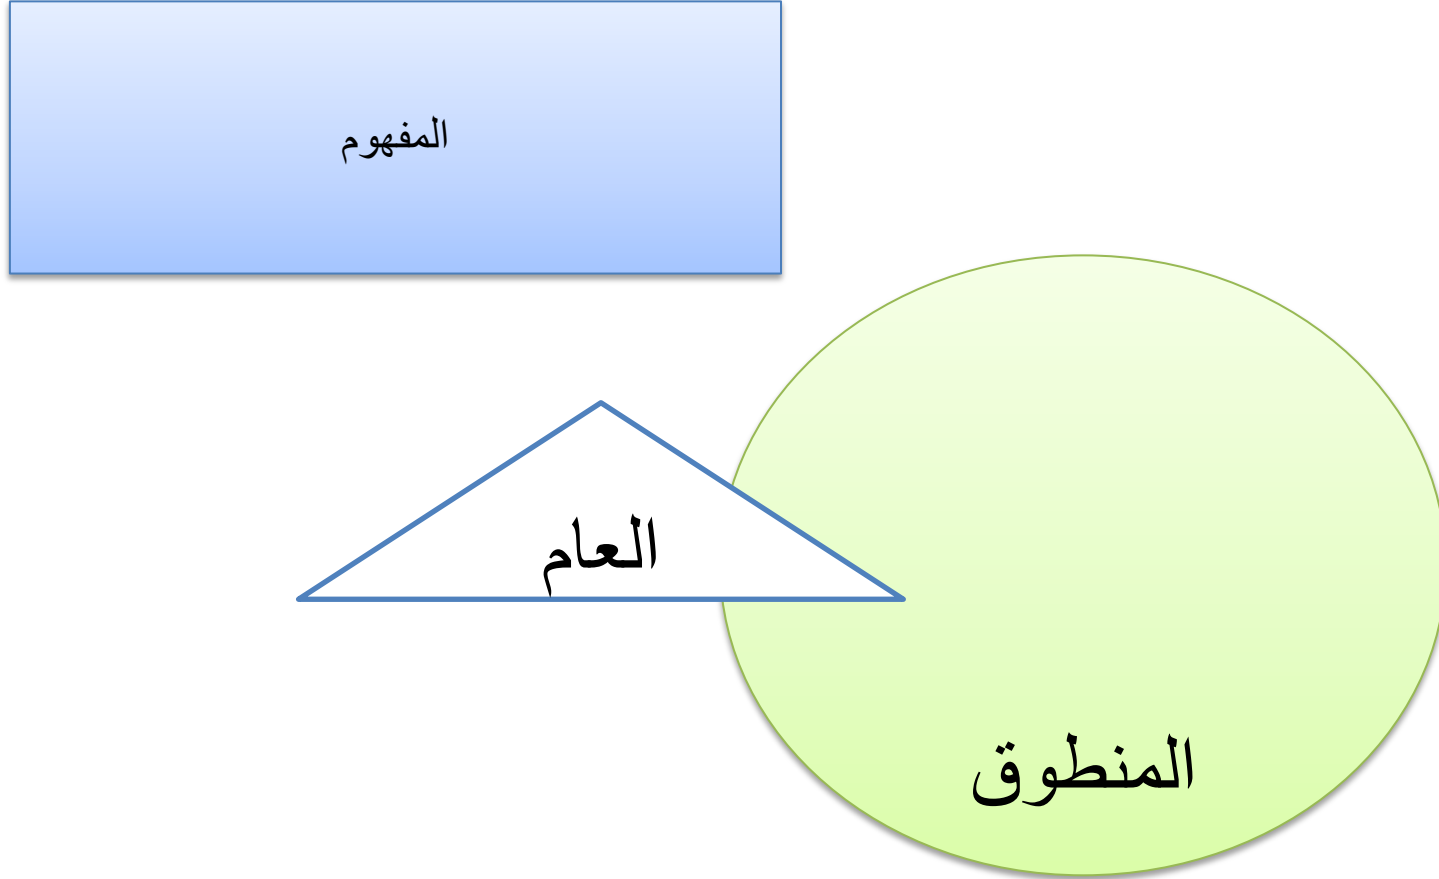 المفهوم
العام
المنطوق